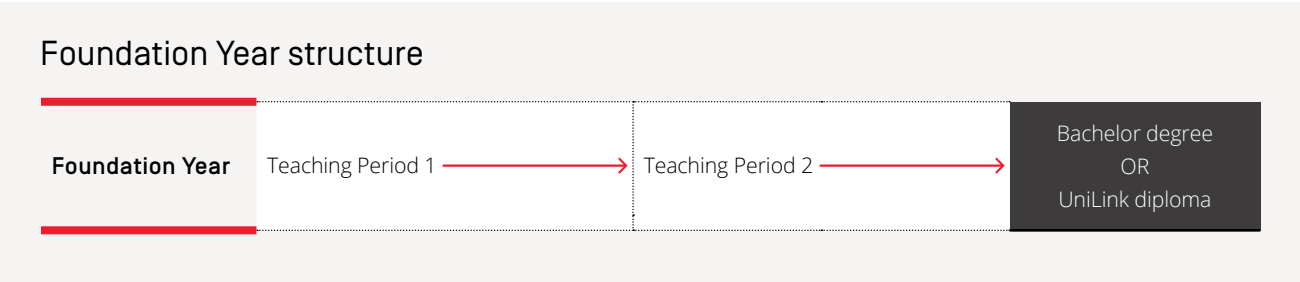 Foundation Year structure
Foundation Year
Teaching Period 1
Teaching Period 2
Bachelor degree
OR
UniLink diploma